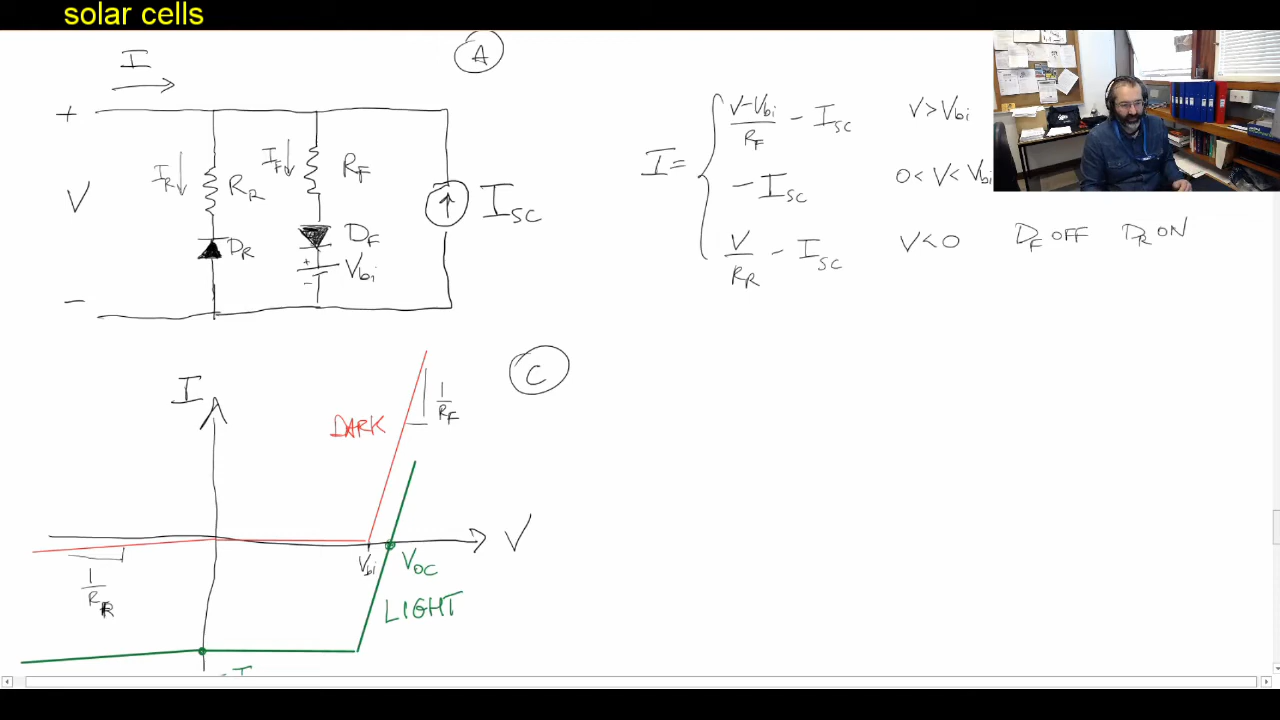 solar cells
I
A
+
I_R
R_R
I_F
R_F
V
I_SC
D_R
D_F
+
V_bi
-
−
I =
(V−V_bi)/R_F − I_SC V>V_bi
− I_SC 0<V<V_bi
V/R_R − I_SC V<0 D_F OFF D_R ON
C
I
DARK
1/R_F
V
V_bi
V_OC
1/R_R
LIGHT